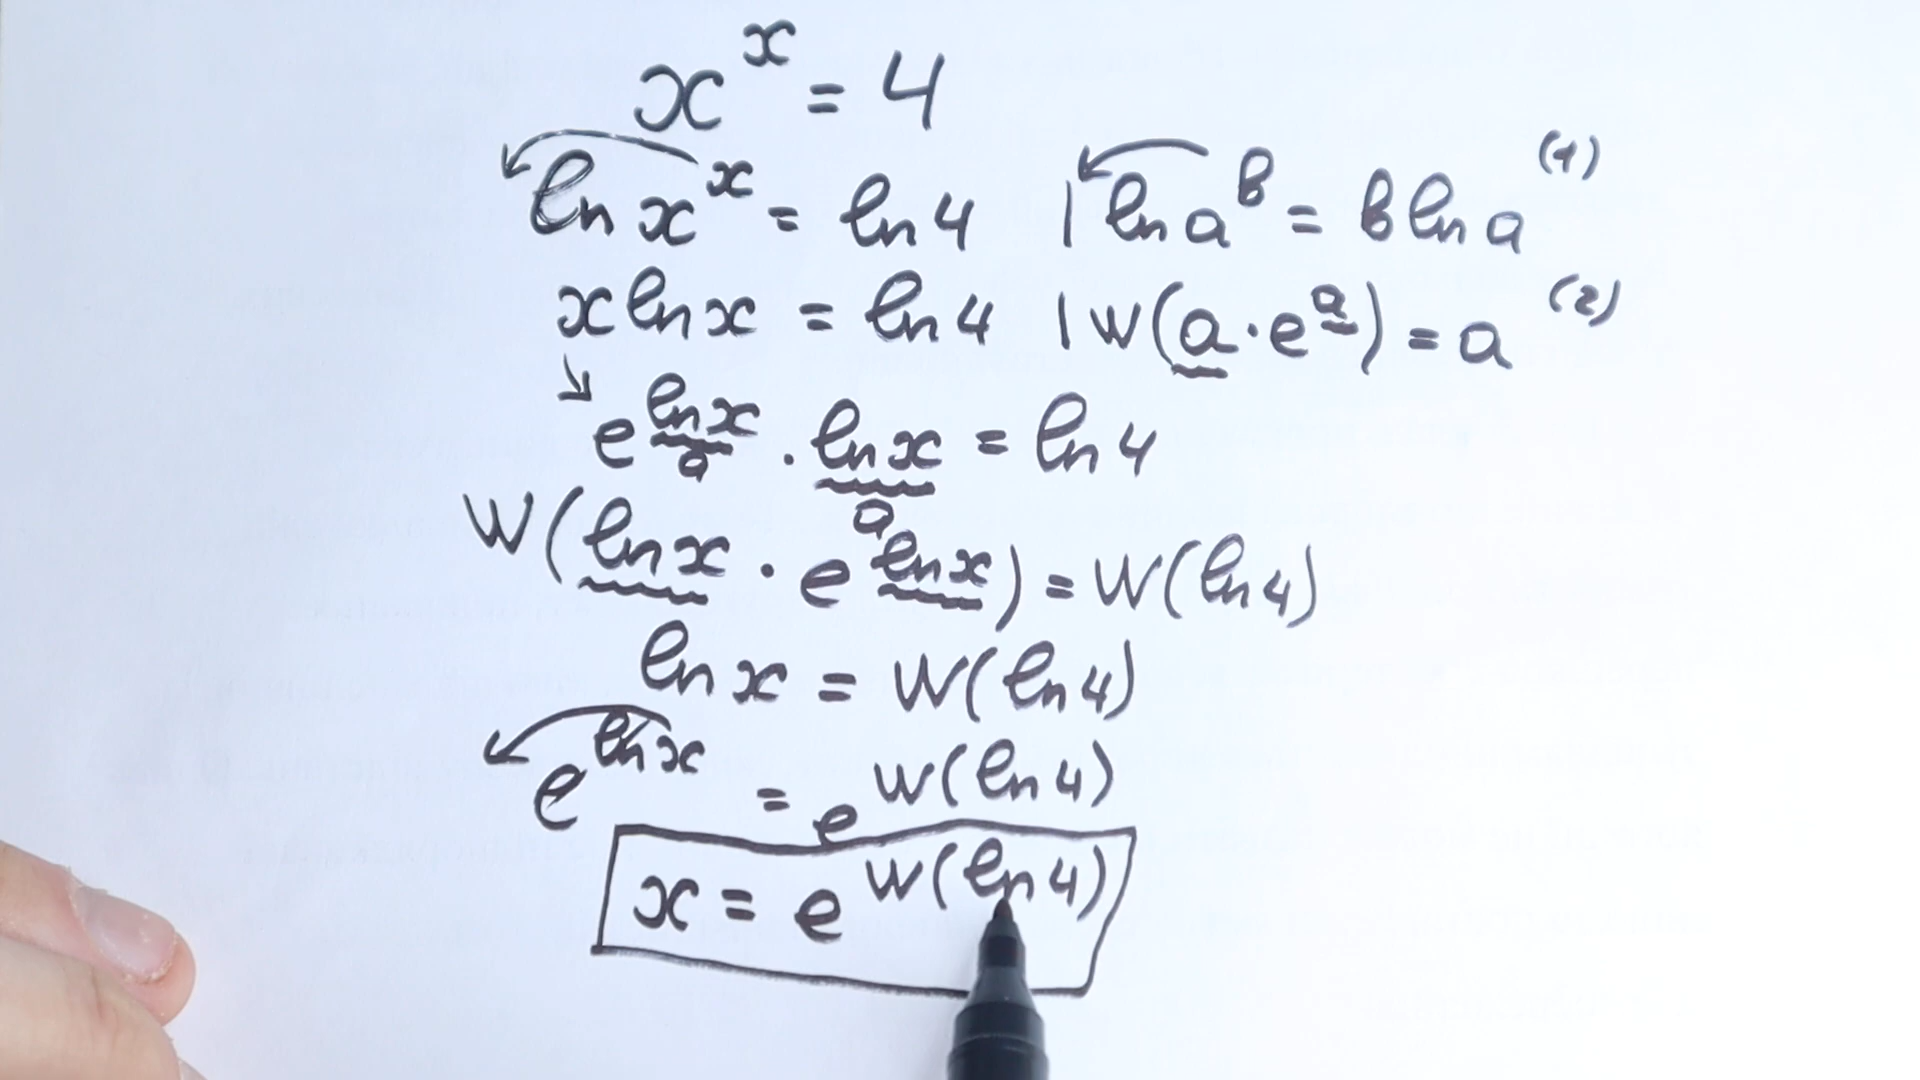 x^x = 4
ln x^x = ln 4 | ln a^b = b ln a (1)
x ln x = ln 4 | W(a · e^a) = a (2)
e^{ln x} · ln x = ln 4
a a
W(ln x · e^{ln x}) = W(ln 4)
ln x = W(ln 4)
e^{ln x} = e^{W(ln 4)}
x = e^{W(ln 4)}